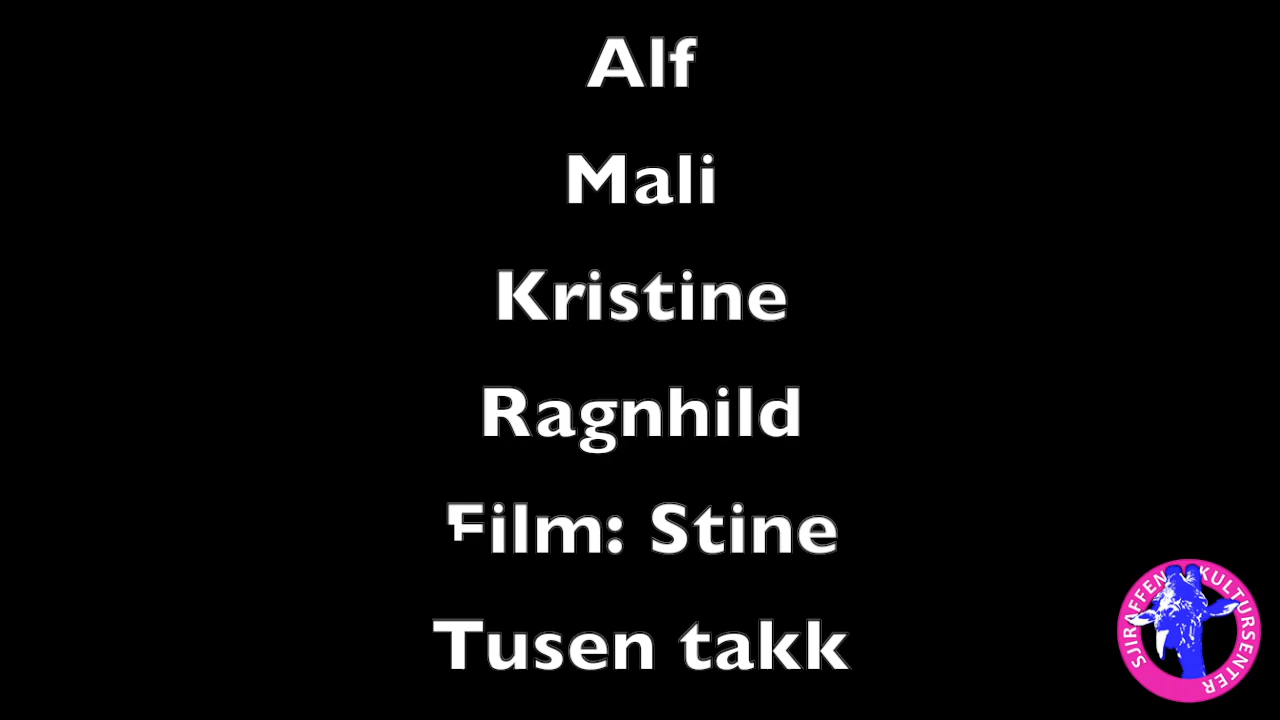 Alf
Mali
Kristine
Ragnhild
Film: Stine
Tusen takk
SJIRAFFEN KULTURSENTER